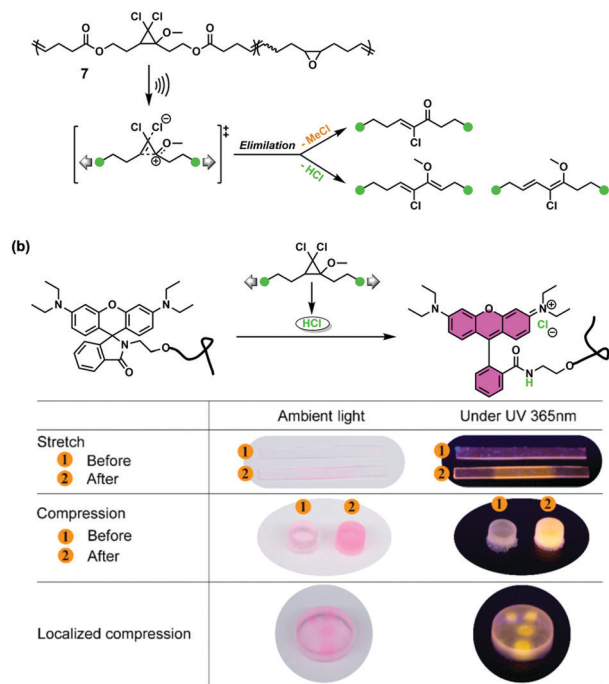 Cl Cl
O
O
O
O
O
O
7
Cl Cl ⊖
O
⊕
‡
Elimilation
- MeCl
- HCl
O
Cl
O
Cl
O
Cl
(b)
Cl Cl
O
HCl
N
O
N
N
O
O
N
O
N⊕
Cl
⊖
O
N
H
O
Ambient light
Under UV 365nm
Stretch
1 Before
2 After
1
2
1
2
Compression
1 Before
2 After
1 2
1 2
Localized compression